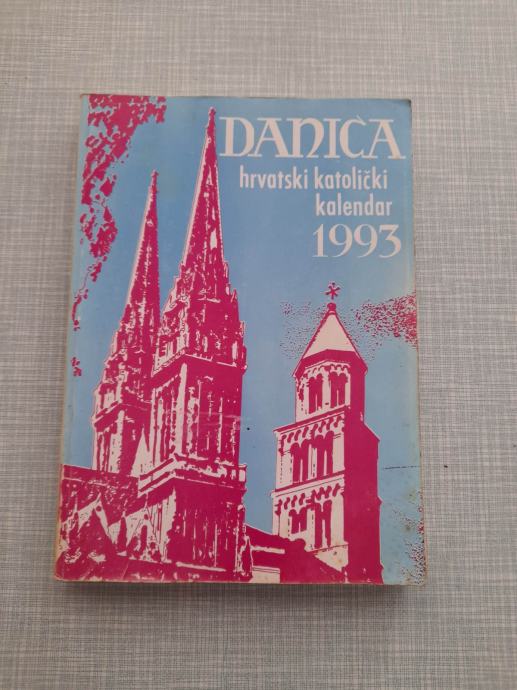 DANICA
hrvatski katolički
kalendar
1993